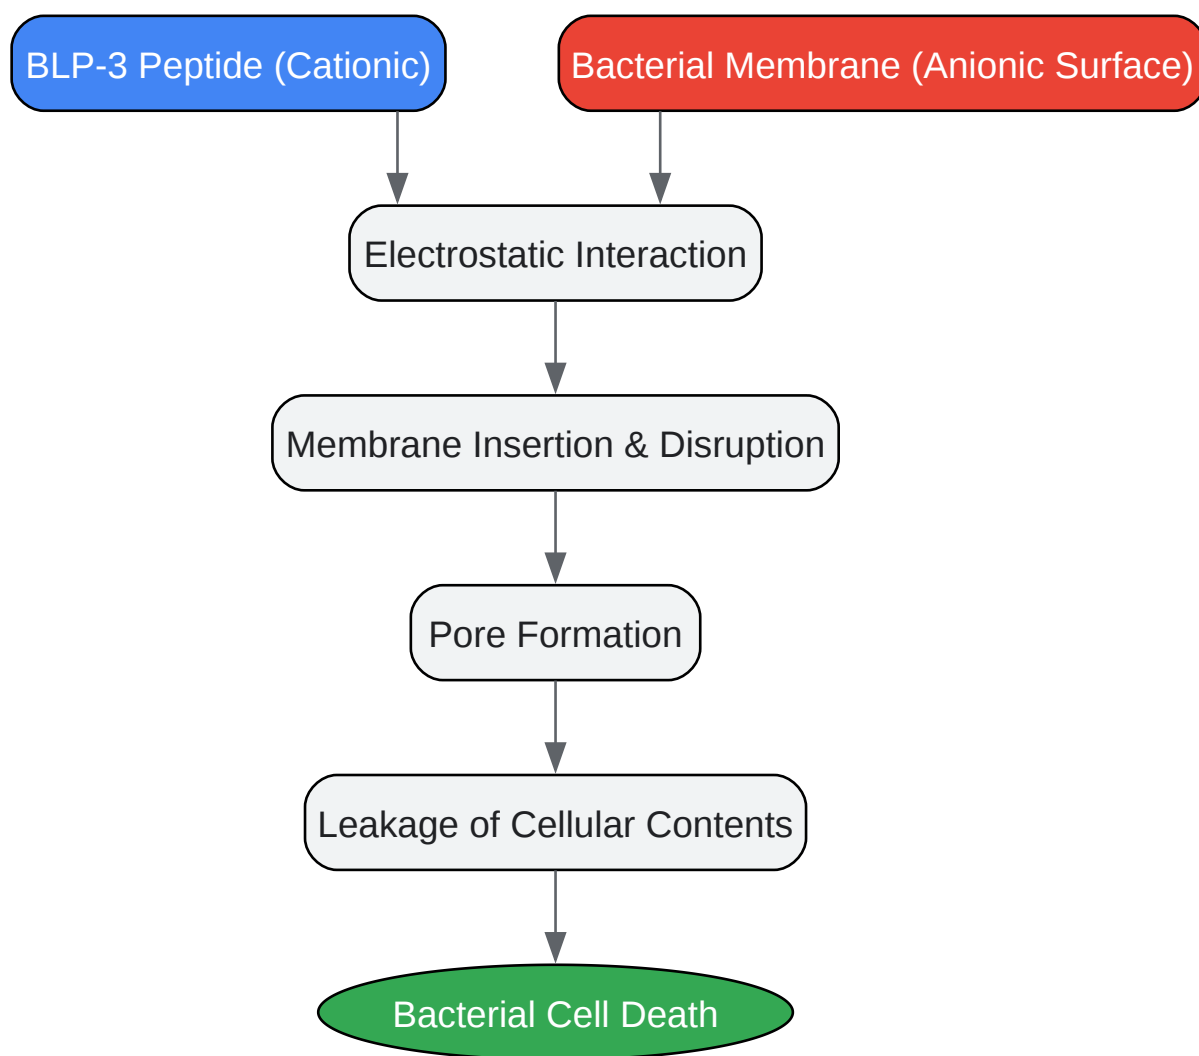 BLP-3 Peptide (Cationic)
Bacterial Membrane (Anionic Surface)
Electrostatic Interaction
Membrane Insertion & Disruption
Pore Formation
Leakage of Cellular Contents
Bacterial Cell Death